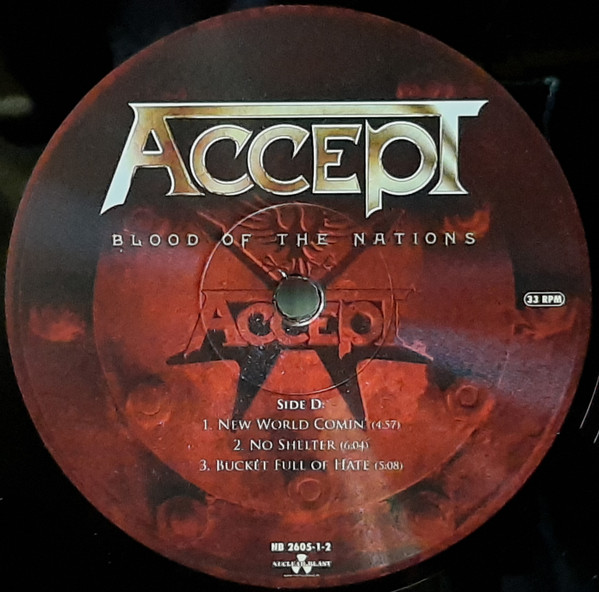 ACCEPT
BLOOD OF THE NATIONS
33 RPM
ACCEPT
SIDE D:
1. NEW WORLD COMIN' (4:57)
2. NO SHELTER (6:04)
3. BUCKET FULL OF HATE (5:08)
NB 2605-1-2
NUCLEAR BLAST